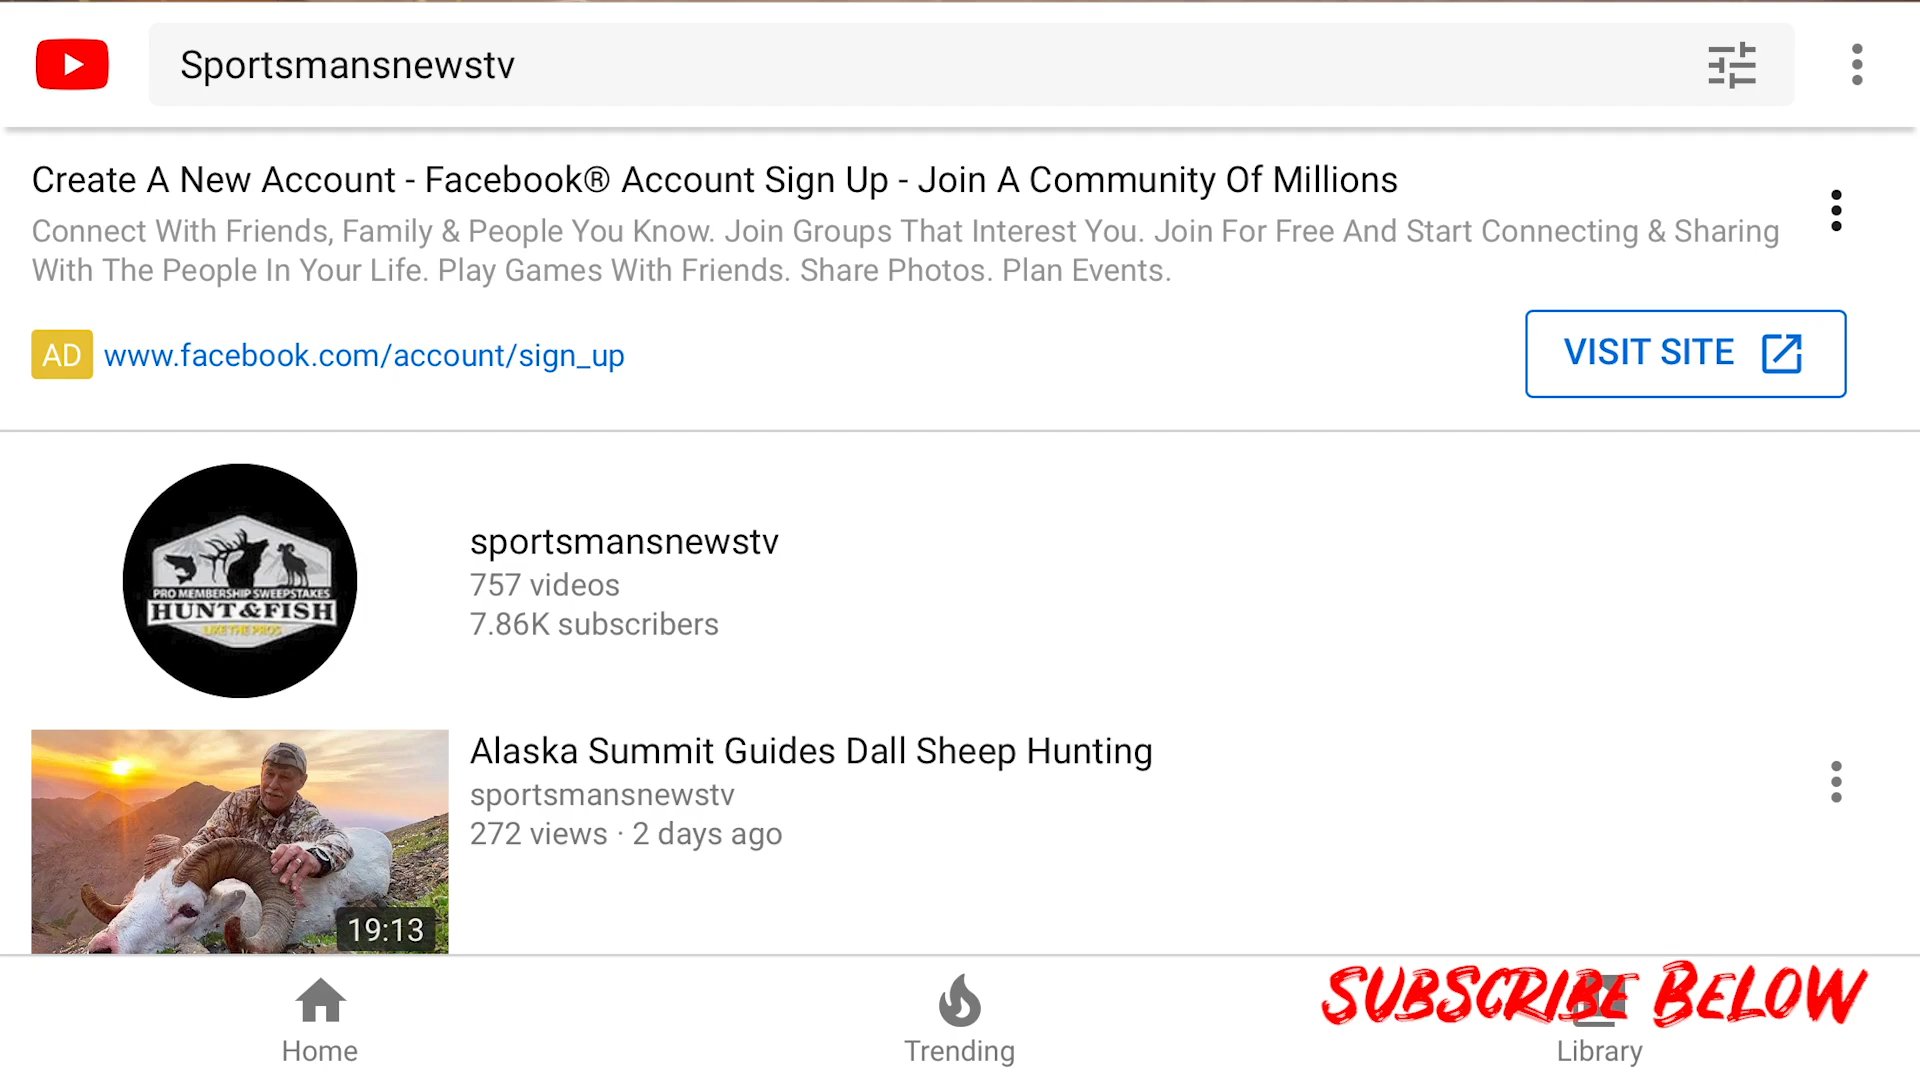 Sportsmansnewstv
Create A New Account - Facebook® Account Sign Up - Join A Community Of Millions
Connect With Friends, Family & People You Know. Join Groups That Interest You. Join For Free And Start Connecting & Sharing
With The People In Your Life. Play Games With Friends. Share Photos. Plan Events.
AD www.facebook.com/account/sign_up
VISIT SITE
PRO MEMBERSHIP SWEEPSTAKES
HUNT&FISH
LIKE THE PROS
sportsmansnewstv
757 videos
7.86K subscribers
19:13
Alaska Summit Guides Dall Sheep Hunting
sportsmansnewstv
272 views · 2 days ago
SUBSCRIBE BELOW
Home
Trending
Library